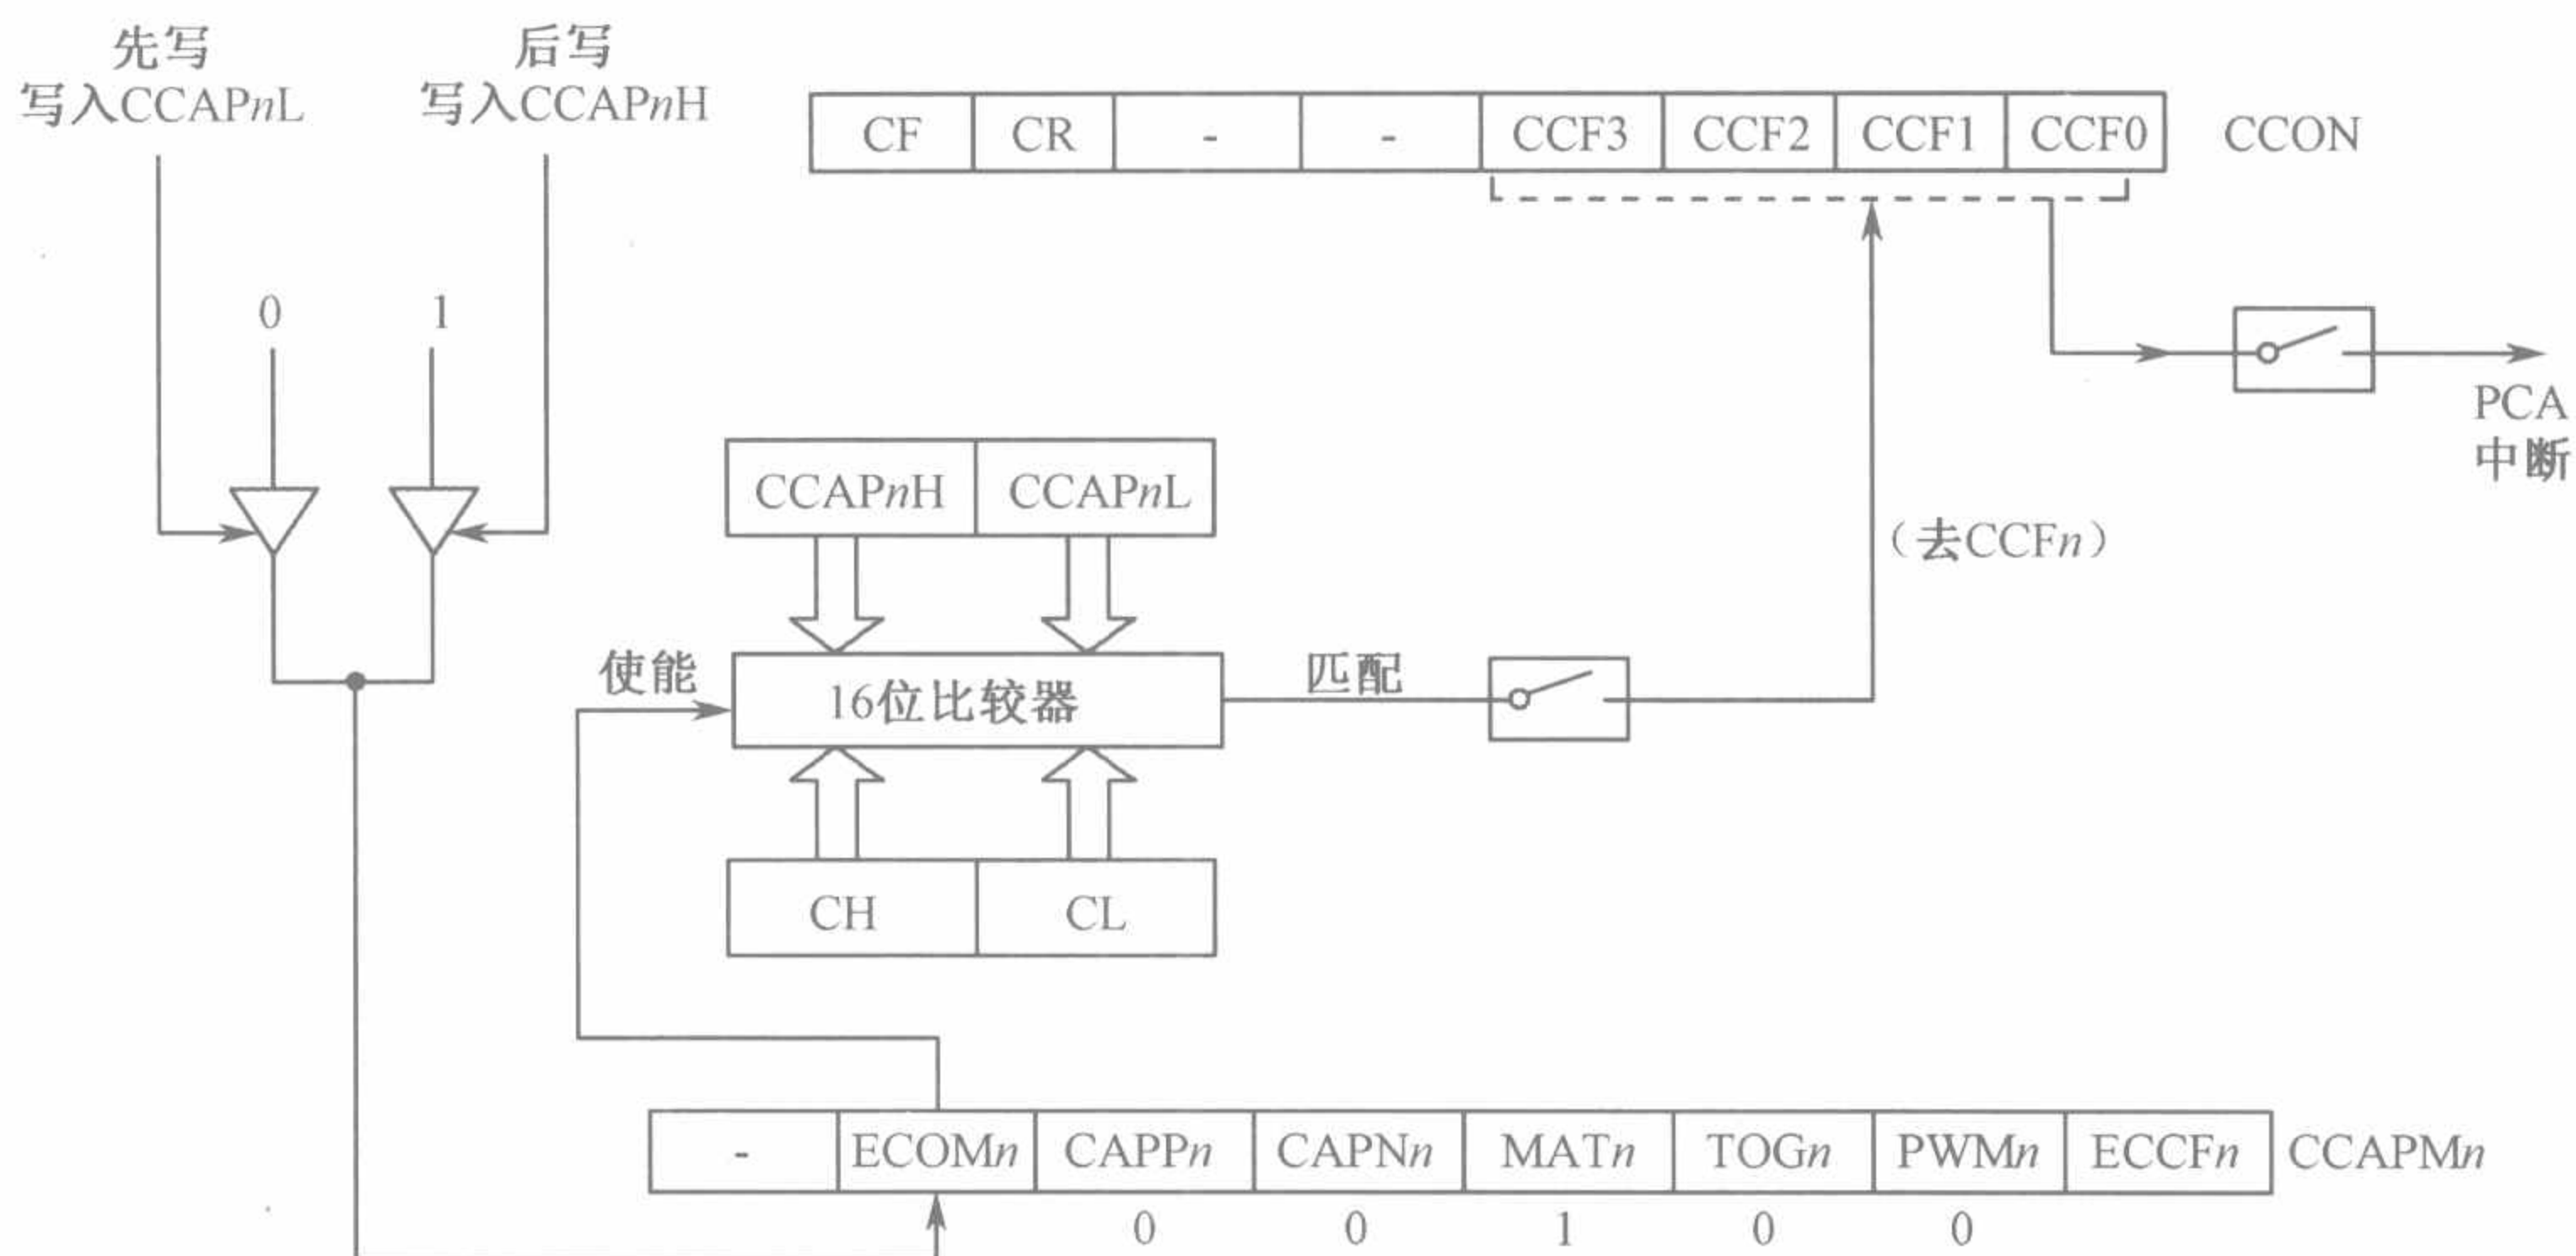 先写
写入CCAPnL
后写
写入CCAPnH
CF CR - - CCF3 CCF2 CCF1 CCF0 CCON
0 1
PCA
中断
CCAPnH CCAPnL
（去CCFn）
使能
16位比较器
匹配
CH CL
- ECOMn CAPPn CAPNn MATn TOGn PWMn ECCFn CCAPMn
0 0 1 0 0